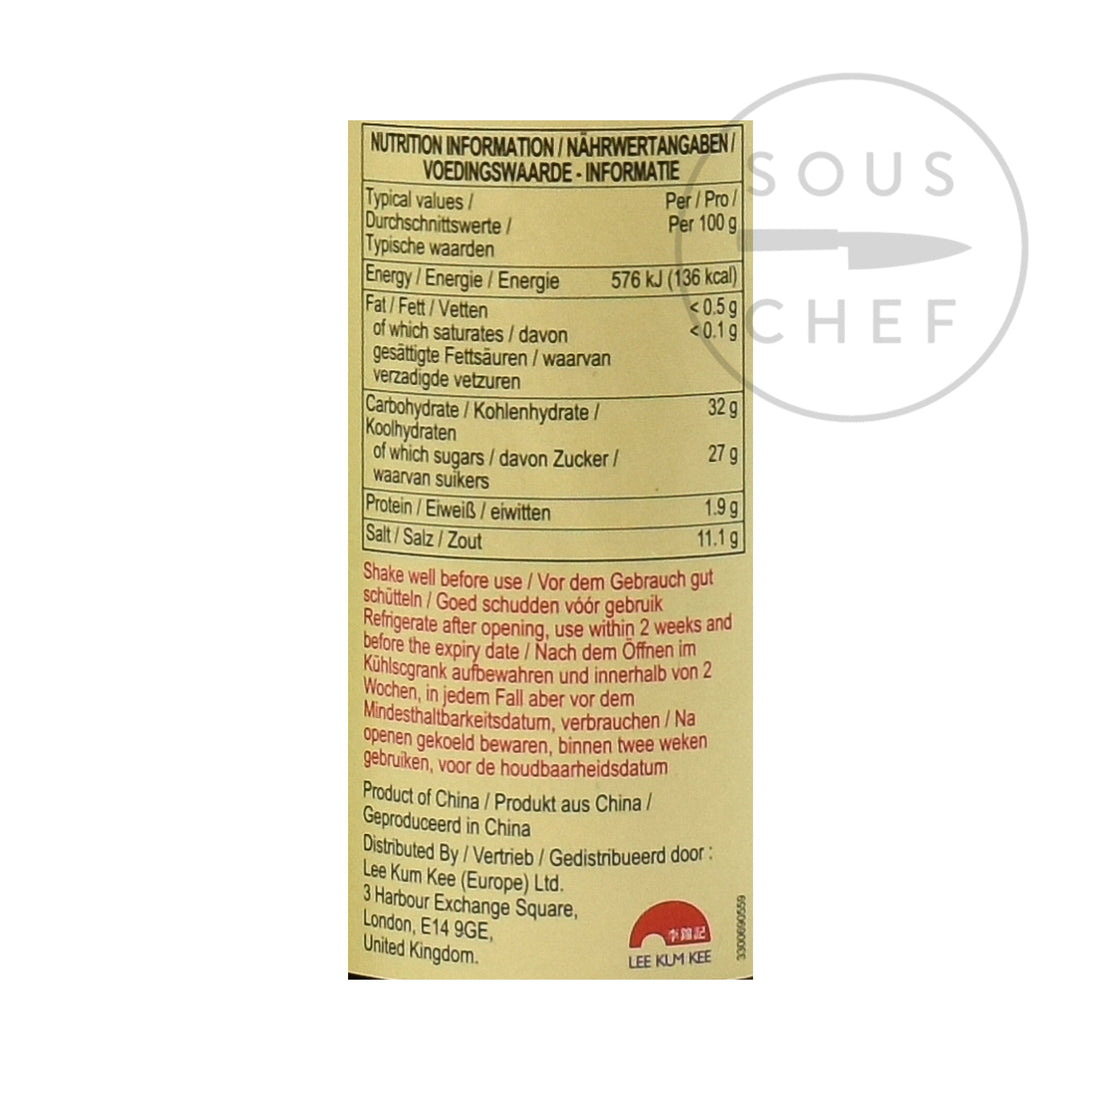 SOUS
CHEF
NUTRITION INFORMATION / NÄHRWERTANGABEN /
VOEDINGSWAARDE - INFORMATIE
Typical values / Per / Pro /
Durchschnittswerte / Per 100 g
Typische waarden
Energy / Energie / Energie 576 kJ (136 kcal)
Fat / Fett / Vetten < 0.5 g
of which saturates / davon < 0.1 g
gesättigte Fettsäuren / waarvan
verzadigde vetzuren
Carbohydrate / Kohlenhydrate / 32 g
Koolhydraten
of which sugars / davon Zucker / 27 g
waarvan suikers
Protein / Eiweiß / eiwitten 1.9 g
Salt / Salz / Zout 11.1 g
Shake well before use / Vor dem Gebrauch gut
schütteln / Goed schudden vóór gebruik
Refrigerate after opening, use within 2 weeks and
before the expiry date / Nach dem Öffnen im
Kühlscgrank aufbewahren und innerhalb von 2
Wochen, in jedem Fall aber vor dem
Mindesthaltbarkeitsdatum, verbrauchen / Na
openen gekoeld bewaren, binnen twee weken
gebruiken, voor de houdbaarheidsdatum
Product of China / Produkt aus China /
Geproduceerd in China
Distributed By / Vertrieb / Gedistribueerd door :
Lee Kum Kee (Europe) Ltd.
3 Harbour Exchange Square,
London, E14 9GE,
United Kingdom.
李錦記
LEE KUM KEE
3300690559